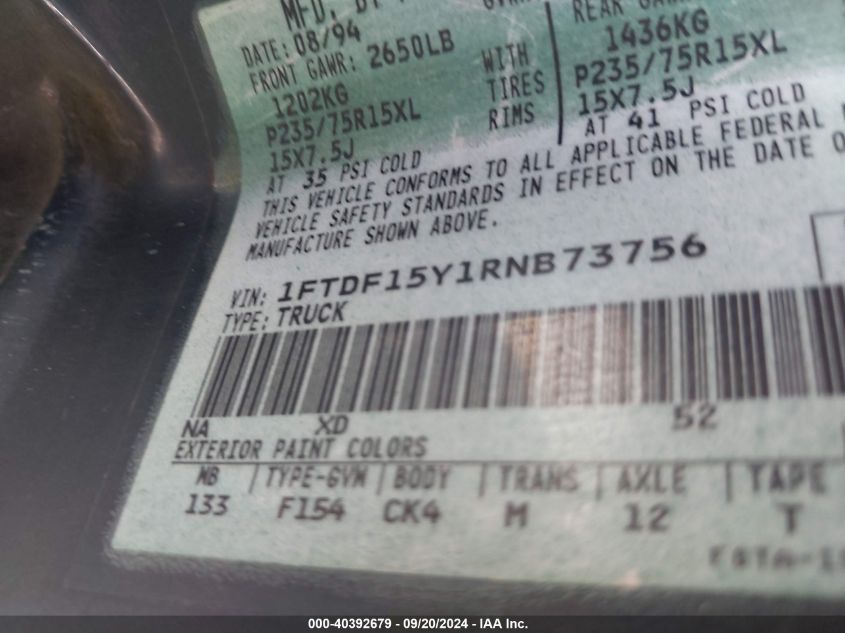 MFD. BY
DATE: 08/94
FRONT GAWR: 2650LB
1202KG
P235/75R15XL
15X7.5J
AT 35 PSI COLD
WITH
TIRES
RIMS
REAR
1436KG
P235/75R15XL
15X7.5J
AT 41 PSI COLD
THIS VEHICLE CONFORMS TO ALL APPLICABLE FEDERAL
VEHICLE SAFETY STANDARDS IN EFFECT ON THE DATE O
MANUFACTURE SHOWN ABOVE.
VIN: 1FTDF15Y1RNB73756
TYPE: TRUCK
NA XD 52
EXTERIOR PAINT COLORS
WB TYPE-GVW BODY TRANS AXLE TAPE
133 F154 CK4 M 12 T
000-40392679 / 09/20/2024 - IAA Inc.